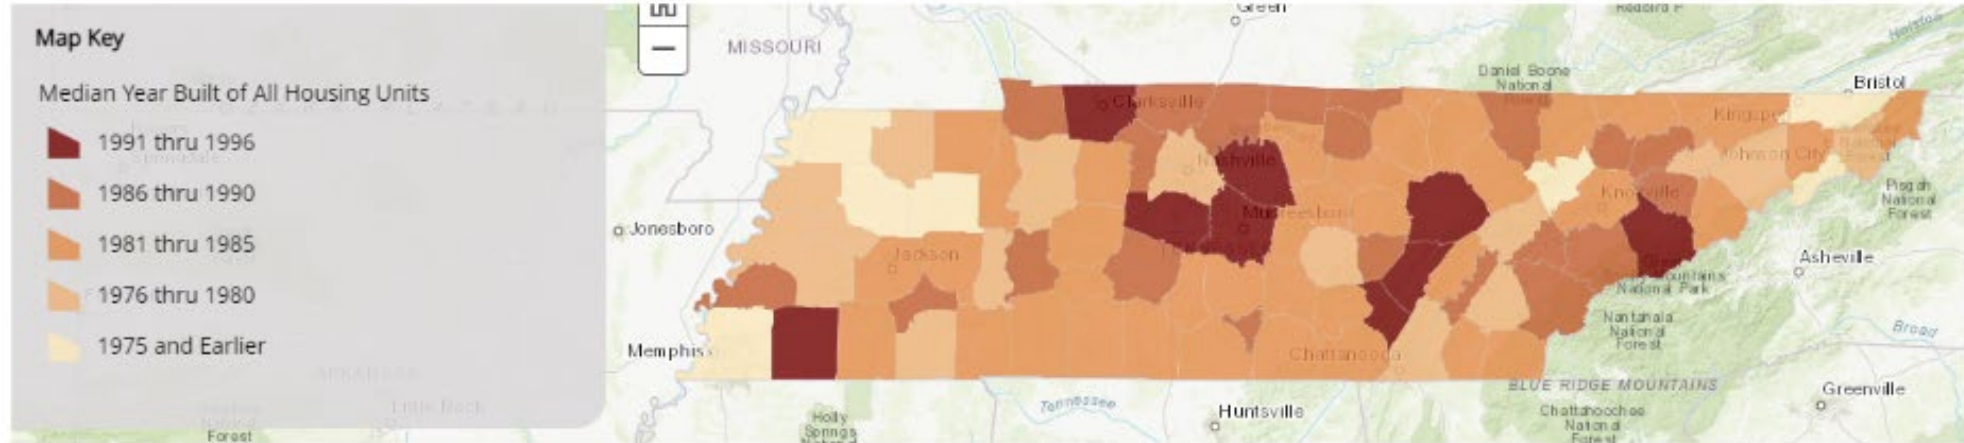 Map Key
Median Year Built of All Housing Units
1991 thru 1996
1986 thru 1990
1981 thru 1985
1976 thru 1980
1975 and Earlier
MISSOURI
Daniel Boone
National
Bristol
Clarksville
Nashville
Johnson City
Knoxville
Pisgah
National
Forest
Jonesboro
Jackson
Asheville
National Park
Nantahala
National
Forest
Broad
Memphis
Chattanooga
BLUE RIDGE MOUNTAINS
Greenville
ARKANSAS
Little Rock
Tennessee
Huntsville
Chattahoochee
National
Forest
Holly
Springs
Forest